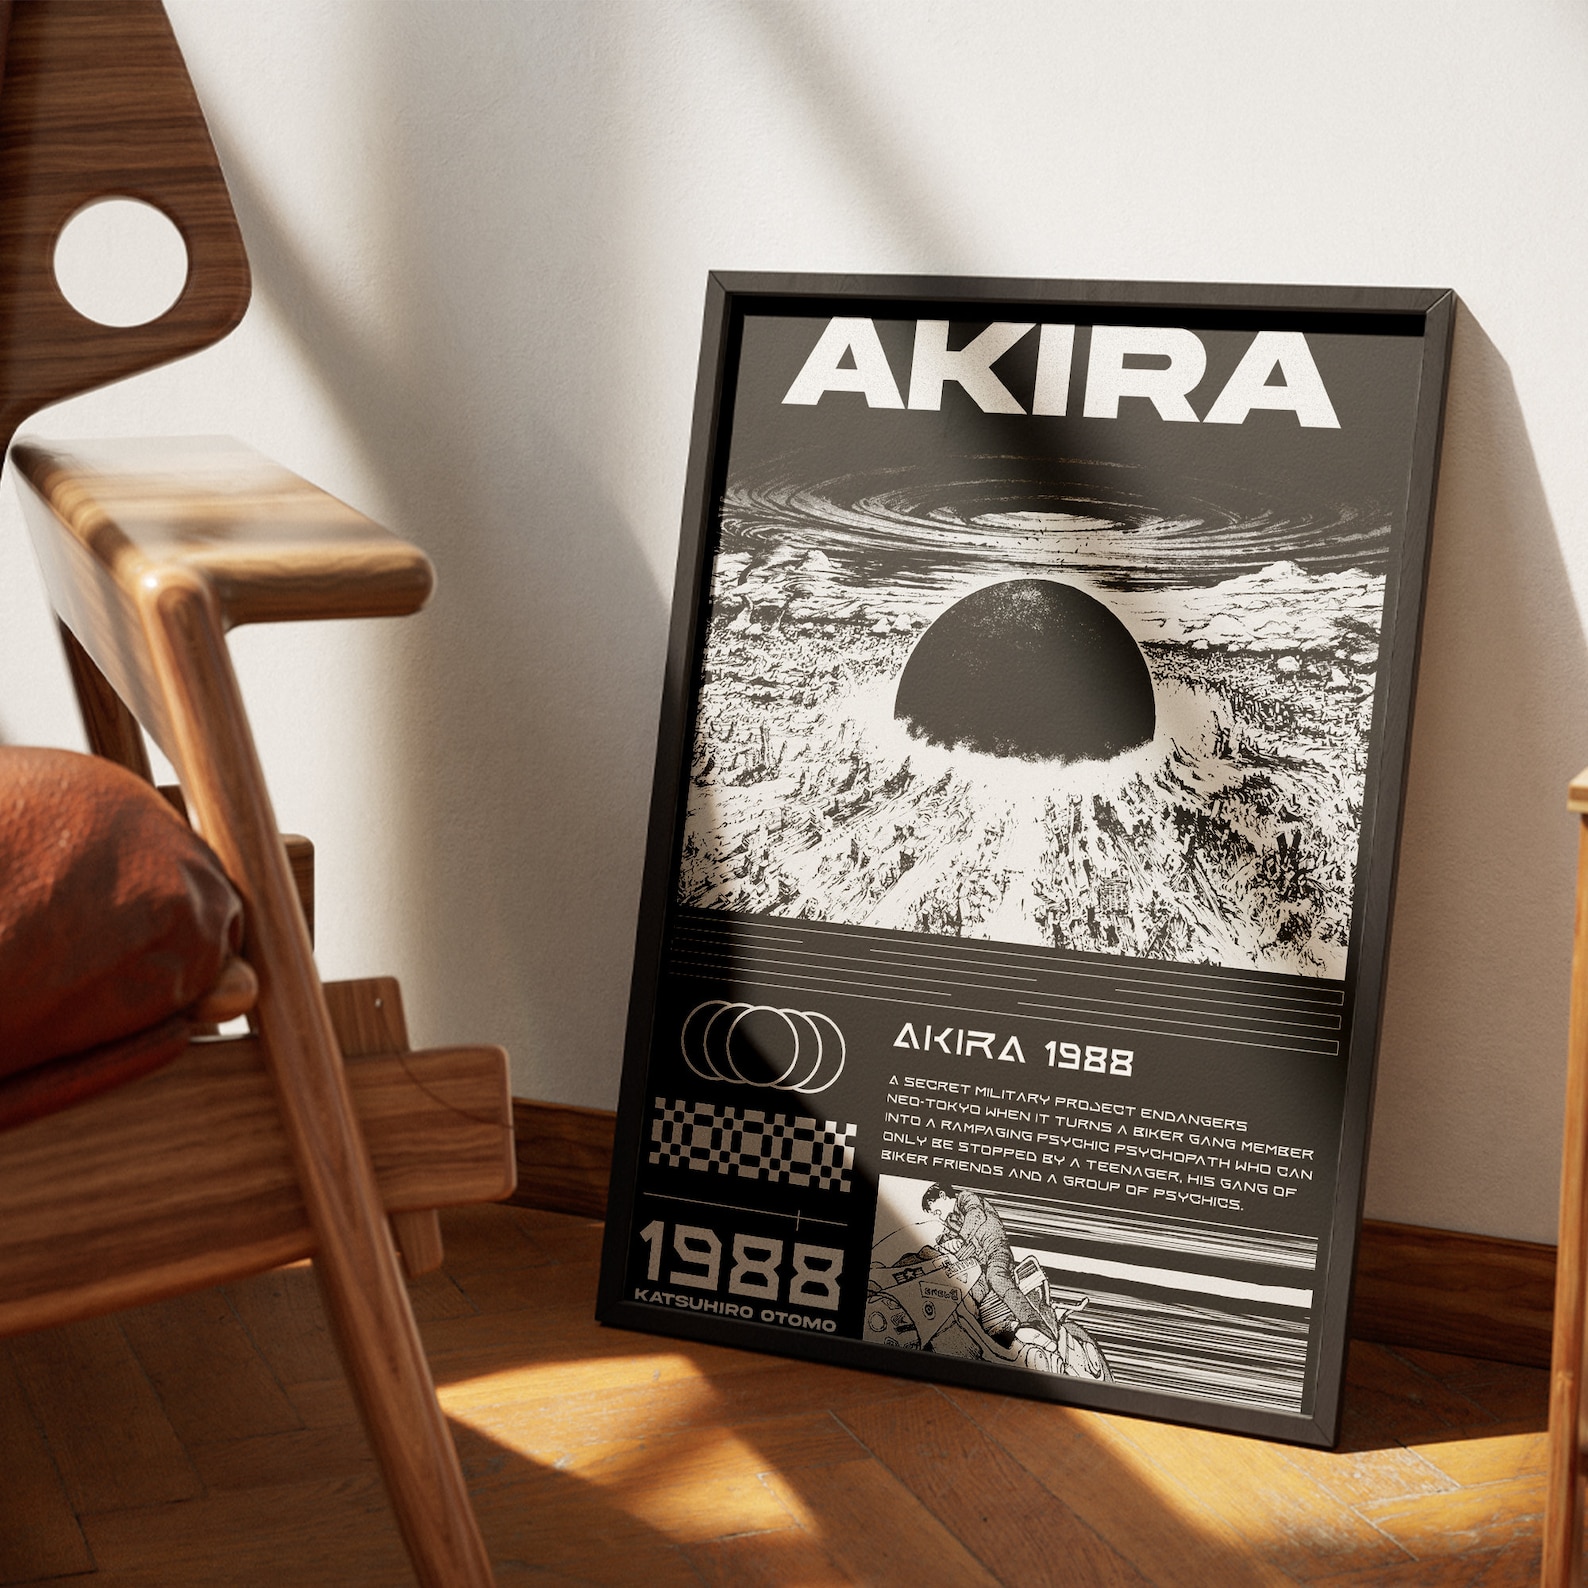 AKIRA
AKIRA 1988
A SECRET MILITARY PROJECT ENDANGERS
NEO-TOKYO WHEN IT TURNS A BIKER GANG MEMBER
INTO A RAMPAGING PSYCHIC PSYCHOPATH WHO CAN
ONLY BE STOPPED BY A TEENAGER, HIS GANG OF
BIKER FRIENDS AND A GROUP OF PSYCHICS.
1988
KATSUHIRO OTOMO